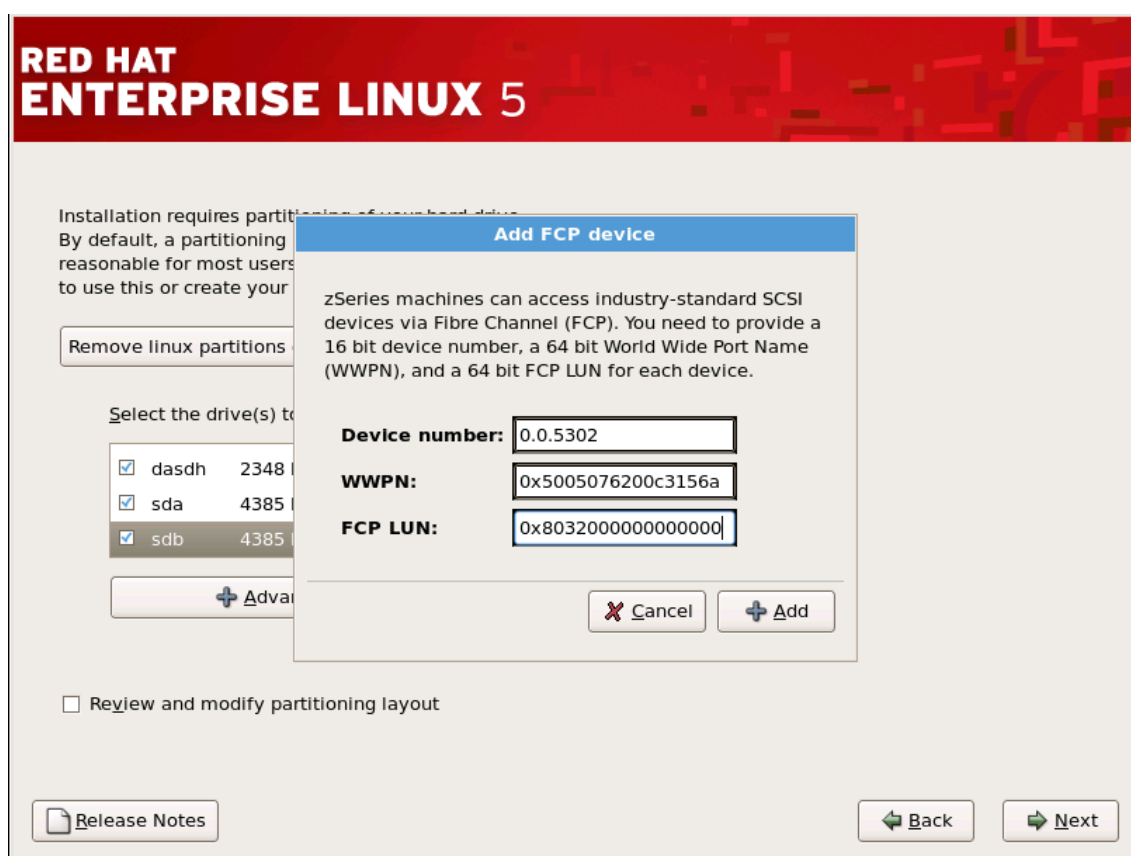 RED HAT
ENTERPRISE LINUX 5
Installation requires
By default, a partitioning
reasonable for most users
to use this or create your
Remove linux partitions
Select the drive(s)
dasdh 2348
sda 4385
sdb 4385
Add FCP device
zSeries machines can access industry-standard SCSI
devices via Fibre Channel (FCP). You need to provide a
16 bit device number, a 64 bit World Wide Port Name
(WWPN), and a 64 bit FCP LUN for each device.
Device number: 0.0.5302
WWPN: 0x5005076200c3156a
FCP LUN: 0x8032000000000000
Cancel Add
Review and modify partitioning layout
Release Notes Back Next